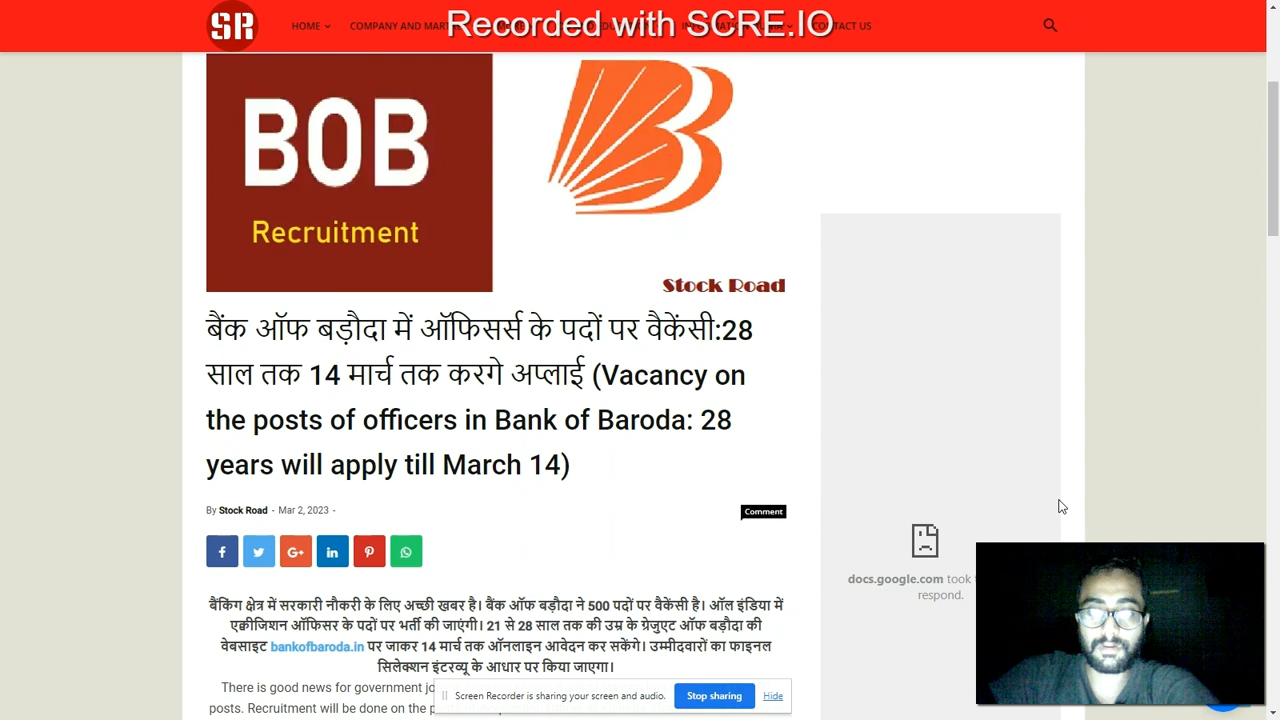 SR
HOME
COMPANY AND MART
Recorded with SCRE.IO
CONTACT US
BOB
Recruitment
Stock Road
बैंक ऑफ बड़ौदा में ऑफिसर्स के पदों पर वैकेंसी:28
साल तक 14 मार्च तक करगे अप्लाई (Vacancy on
the posts of officers in Bank of Baroda: 28
years will apply till March 14)
By Stock Road - Mar 2, 2023 -
Comment
बैंकिंग क्षेत्र में सरकारी नौकरी के लिए अच्छी खबर है। बैंक ऑफ बड़ौदा ने 500 पदों पर वैकेंसी है। ऑल इंडिया में
एक्वीजिशन ऑफिसर के पदों पर भर्ती की जाएंगी। 21 से 28 साल तक की उम्र के ग्रेजुएट ऑफ बड़ौदा की
वेबसाइट bankofbaroda.in पर जाकर 14 मार्च तक ऑनलाइन आवेदन कर सकेंगे। उम्मीदवारों का फाइनल
सिलेक्शन इंटरव्यू के आधार पर किया जाएगा।
There is good news for government jo
posts. Recruitment will be done on the p
docs.google.com took
respond.
Screen Recorder is sharing your screen and audio.
Stop sharing
Hide